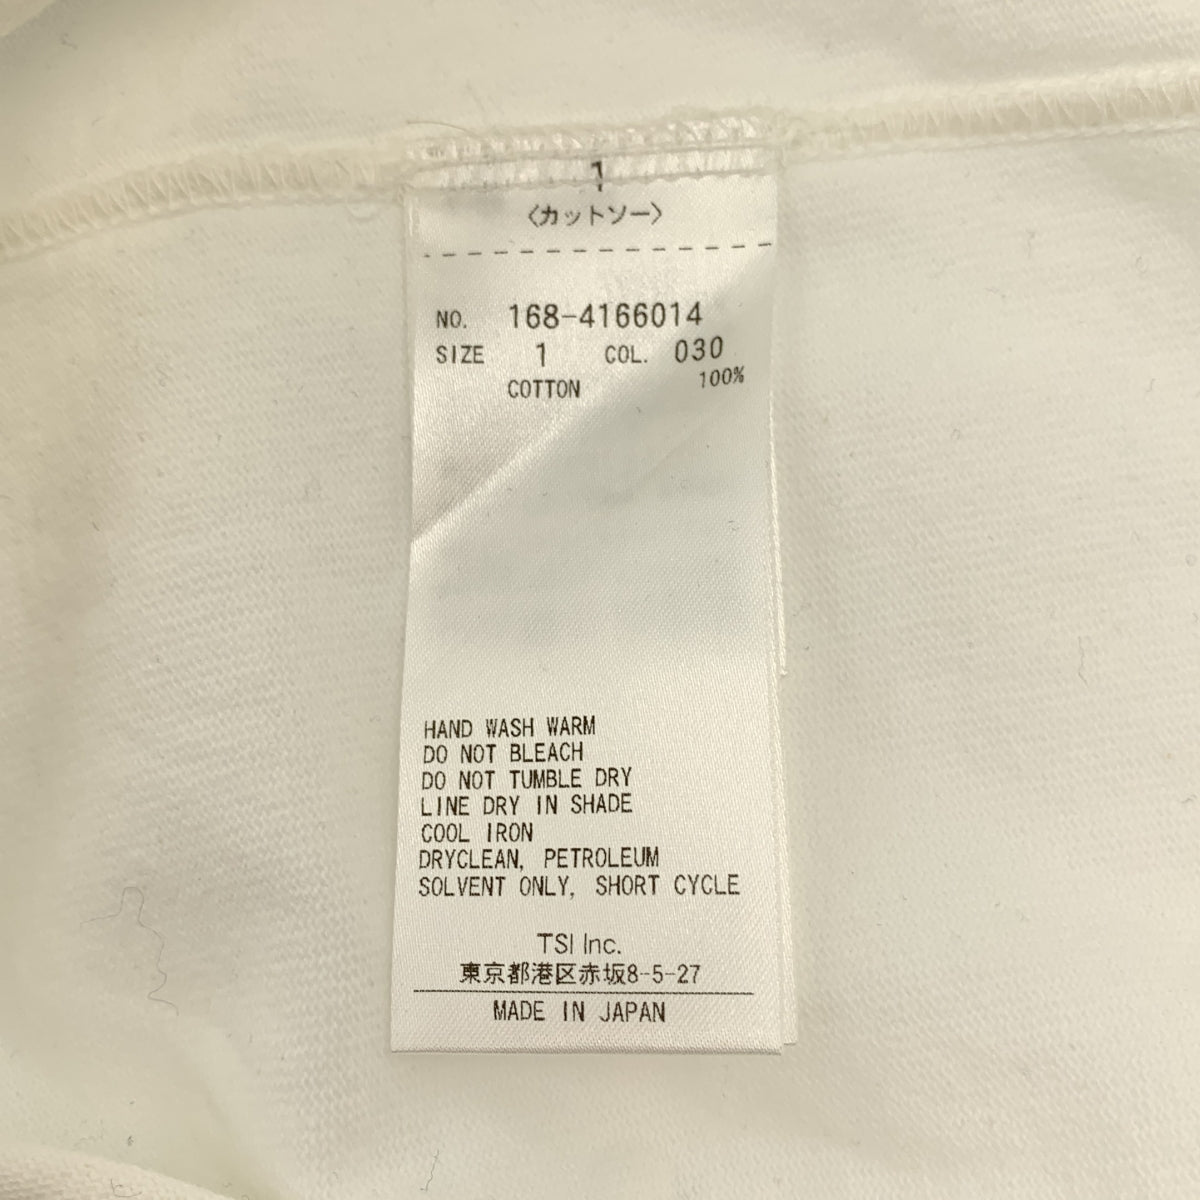 1
〈カットソー〉
NO. 168-4166014
SIZE 1 COL. 030
COTTON 100%
HAND WASH WARM
DO NOT BLEACH
DO NOT TUMBLE DRY
LINE DRY IN SHADE
COOL IRON
DRYCLEAN, PETROLEUM
SOLVENT ONLY, SHORT CYCLE
TSI Inc.
東京都港区赤坂8-5-27
MADE IN JAPAN